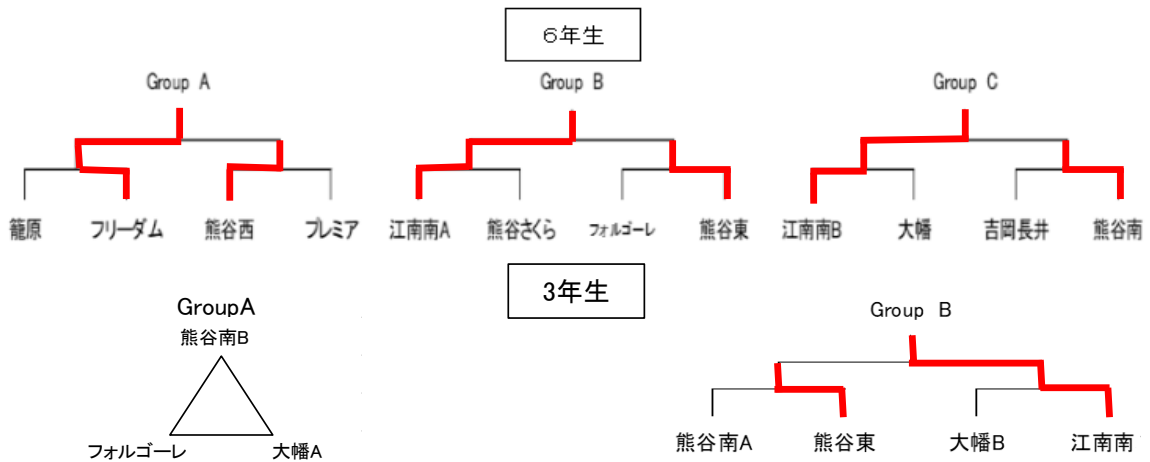 ６年生
Group A
Group B
Group C
籠原
フリーダム
熊谷西
プレミア
江南南A
熊谷さくら
フォルゴーレ
熊谷東
江南南B
大幡
吉岡長井
熊谷南
3年生
GroupA
熊谷南B
フォルゴーレ
大幡A
Group B
熊谷南A
熊谷東
大幡B
江南南